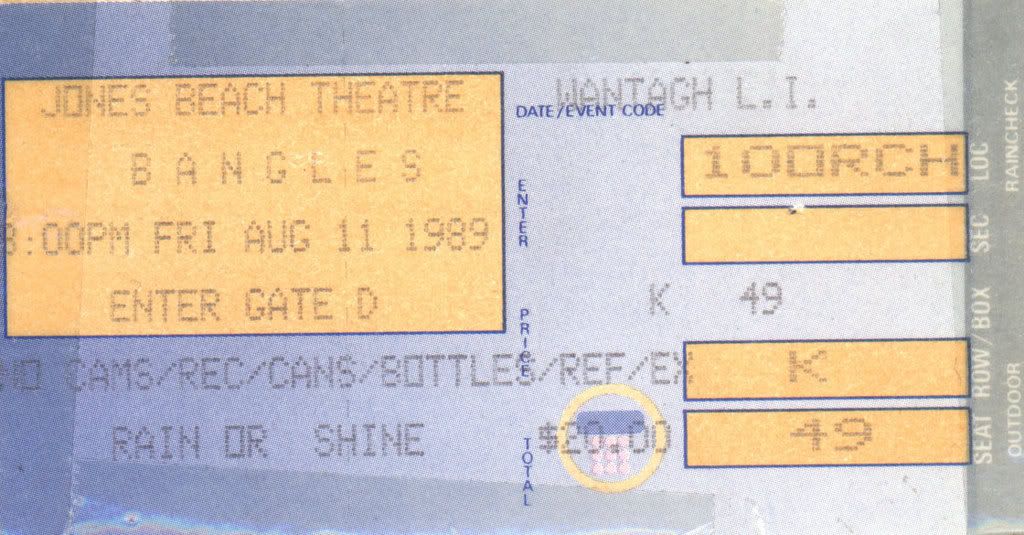 JONES BEACH THEATRE
WANTAGH L.I.
DATE/EVENT CODE
B A N G L E S
8:00PM FRI AUG 11 1989
ENTER GATE D
ENTER
100RCH
LOC
RAINCHECK
SEC
K 49
PRICE
NO CAMS/REC/CANS/BOTTLES/REF/EX
K
ROW/BOX
RAIN OR SHINE
$20.00
TOTAL
49
SEAT
OUTDOOR